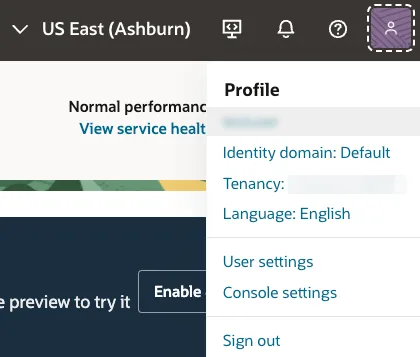 US East (Ashburn)
Profile
Normal performanc
View service healt
Identity domain: Default
Tenancy:
Language: English
User settings
e preview to try it
Enable
Console settings
Sign out